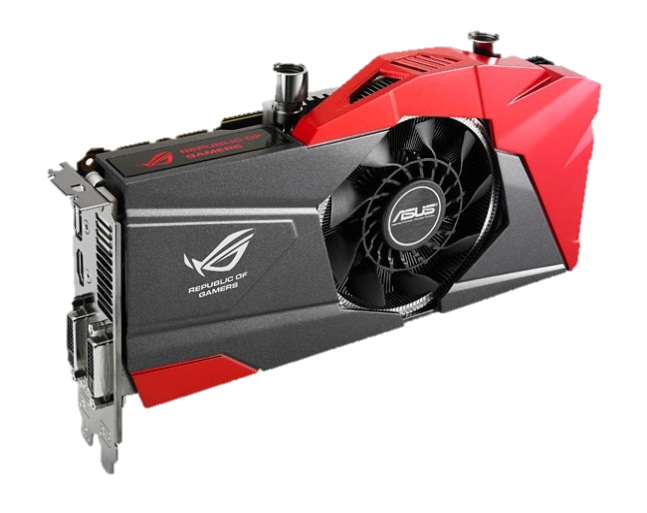 REPUBLIC OF
GAMERS
ASUS
REPUBLIC OF
GAMERS